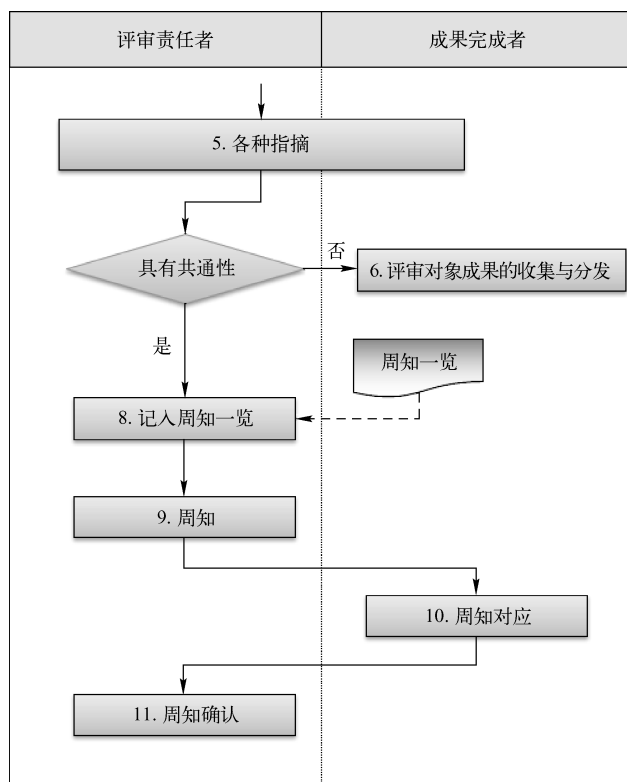 评审责任者
成果完成者
5. 各种指摘
具有共通性
否
6. 评审对象成果的收集与分发
是
周知一览
8. 记入周知一览
9. 周知
10. 周知对应
11. 周知确认